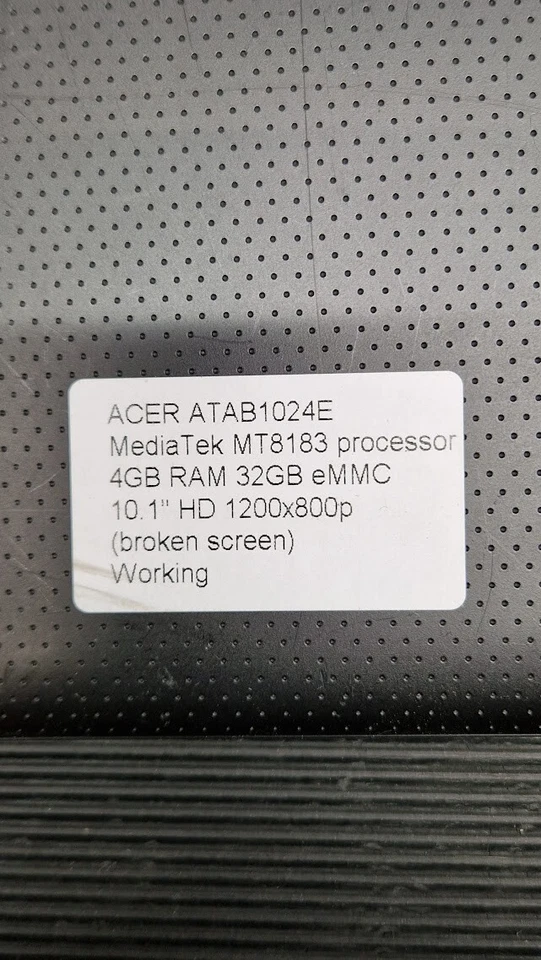 ACER ATAB1024E
MediaTek MT8183 processor
4GB RAM 32GB eMMC
10.1" HD 1200x800p
(broken screen)
Working